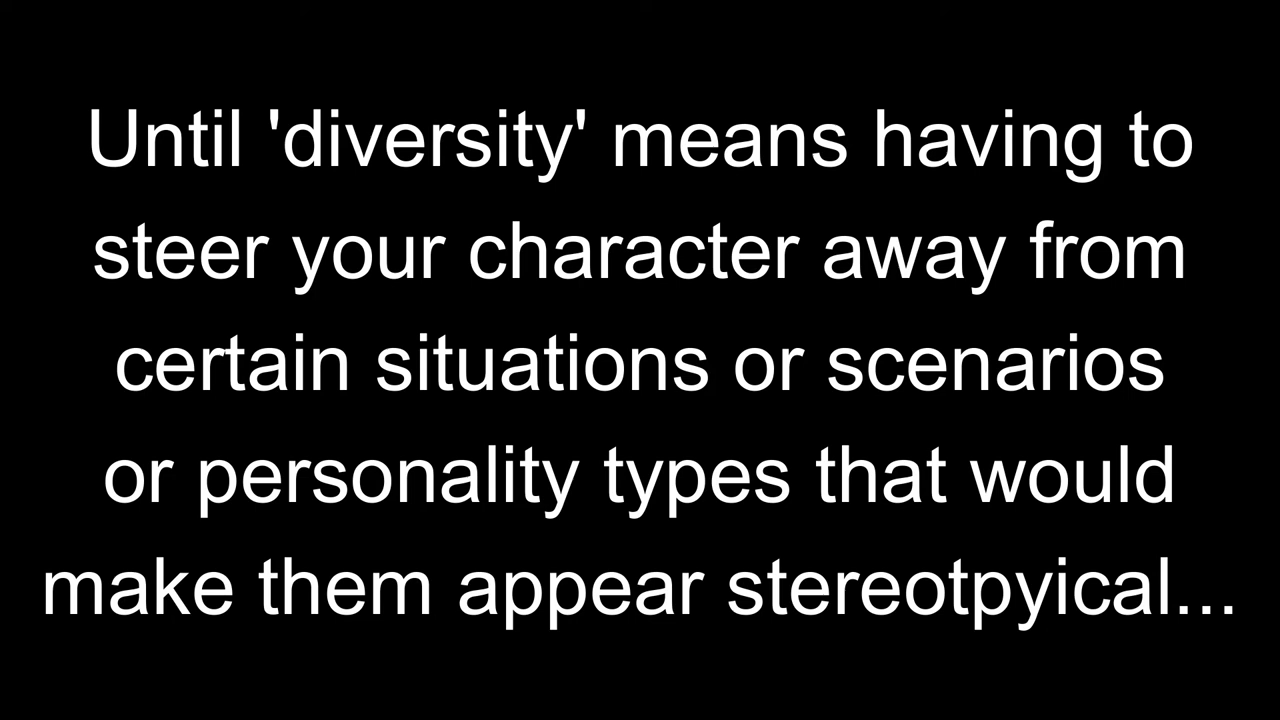 Until 'diversity' means having to
steer your character away from
certain situations or scenarios
or personality types that would
make them appear stereotpyical...